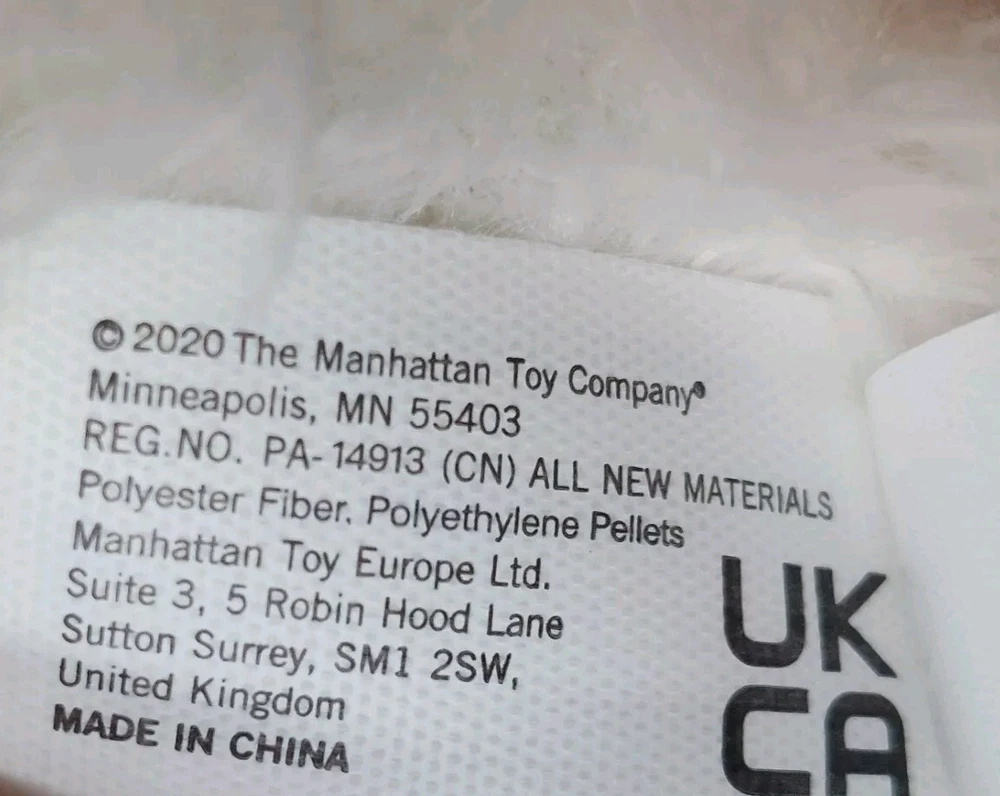 © 2020 The Manhattan Toy Company®
Minneapolis, MN 55403
REG.NO. PA-14913 (CN) ALL NEW MATERIALS
Polyester Fiber. Polyethylene Pellets
Manhattan Toy Europe Ltd.
Suite 3, 5 Robin Hood Lane
Sutton Surrey, SM1 2SW,
United Kingdom
MADE IN CHINA
UK
CA